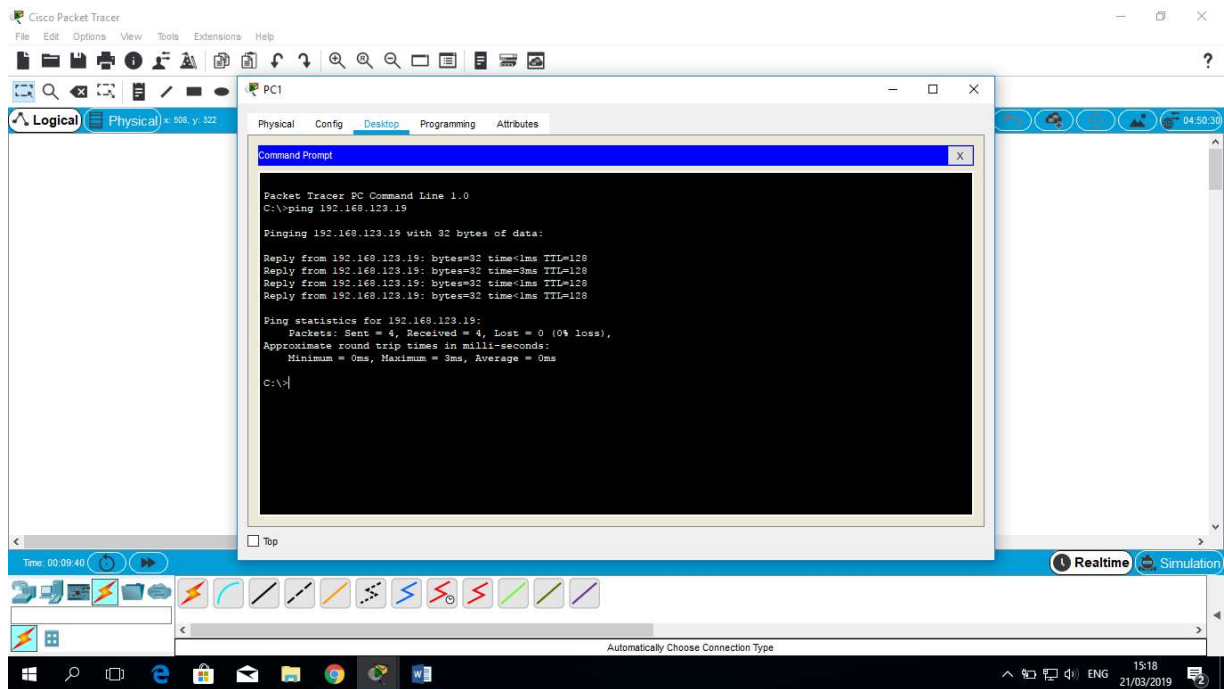 Cisco Packet Tracer
File Edit Options View Tools Extensions Help
?
PC1
Logical Physical x: 508, y: 322
04:50:30
Physical Config Desktop Programming Attributes
Command Prompt X
Packet Tracer PC Command Line 1.0
C:\>ping 192.168.123.19
Pinging 192.168.123.19 with 32 bytes of data:
Reply from 192.168.123.19: bytes=32 time<1ms TTL=128
Reply from 192.168.123.19: bytes=32 time=3ms TTL=128
Reply from 192.168.123.19: bytes=32 time<1ms TTL=128
Reply from 192.168.123.19: bytes=32 time<1ms TTL=128
Ping statistics for 192.168.123.19:
Packets: Sent = 4, Received = 4, Lost = 0 (0% loss),
Approximate round trip times in milli-seconds:
Minimum = 0ms, Maximum = 3ms, Average = 0ms
C:\>
Top
Time: 00:09:40
Realtime Simulation
Automatically Choose Connection Type
ENG
15:18
21/03/2019
2